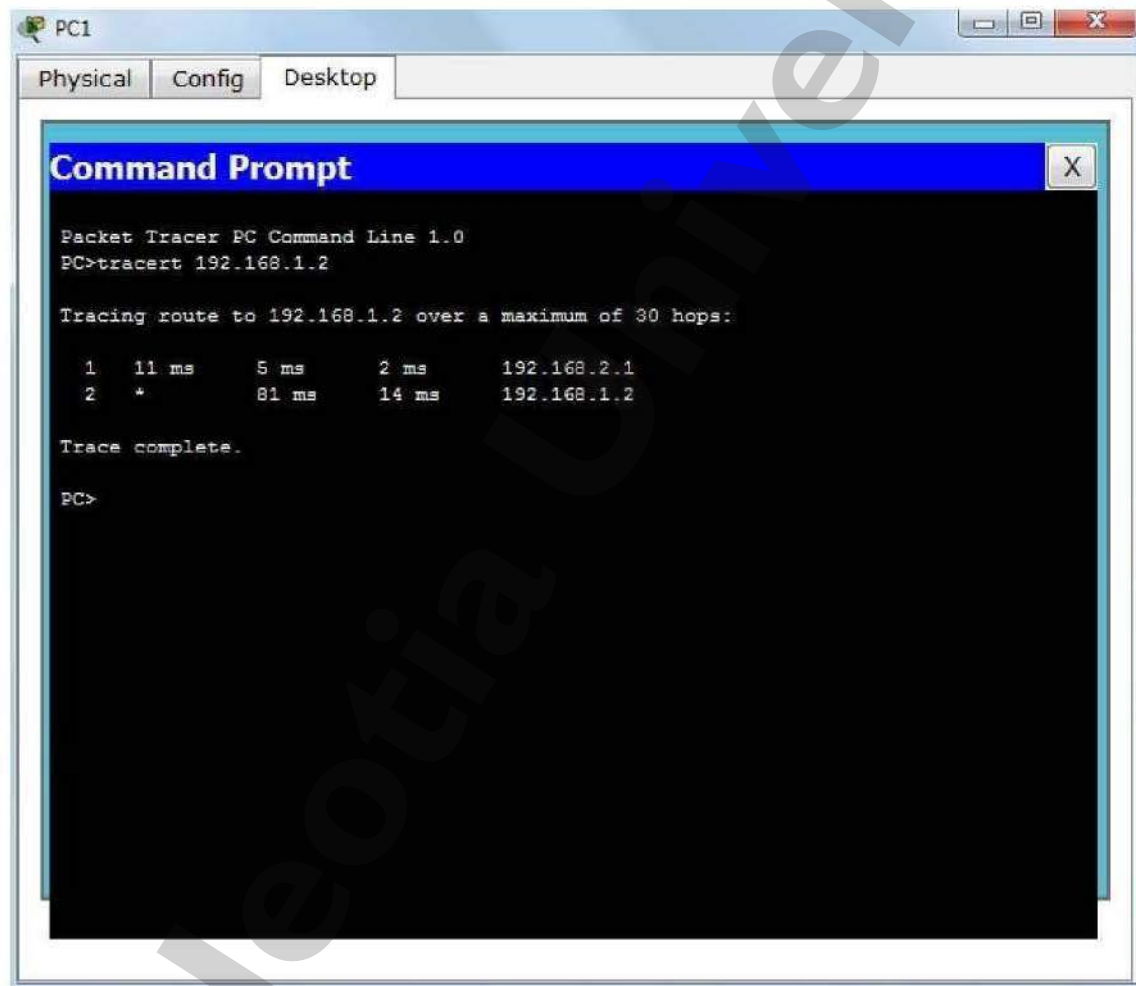 PC1
Physical Config Desktop
Command Prompt X
Packet Tracer PC Command Line 1.0
PC>tracert 192.168.1.2
Tracing route to 192.168.1.2 over a maximum of 30 hops:
1 11 ms 5 ms 2 ms 192.168.2.1
2 * 81 ms 14 ms 192.168.1.2
Trace complete.
PC>